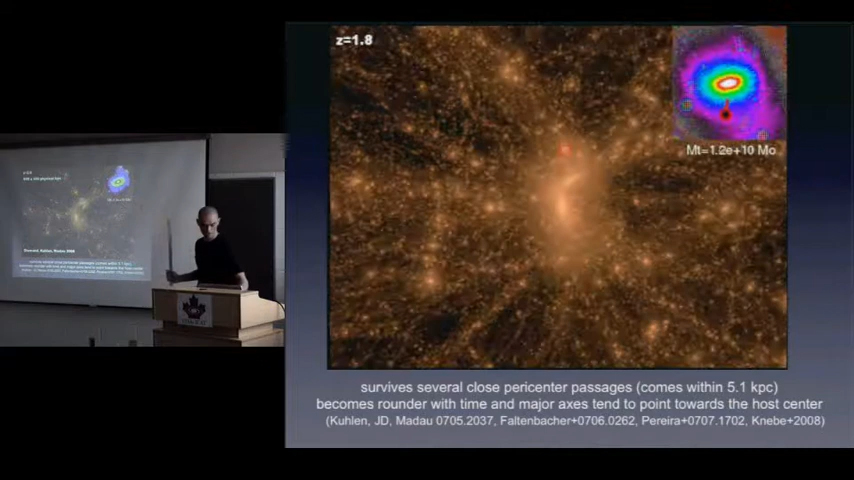 z=1.8
Mt=1.2e+10 Mo
survives several close pericenter passages (comes within 5.1 kpc)
becomes rounder with time and major axes tend to point towards the host center
(Kuhlen, JD, Madau 0705.2037, Faltenbacher+0706.0262, Pereira+0707.1702, Knebe+2008)